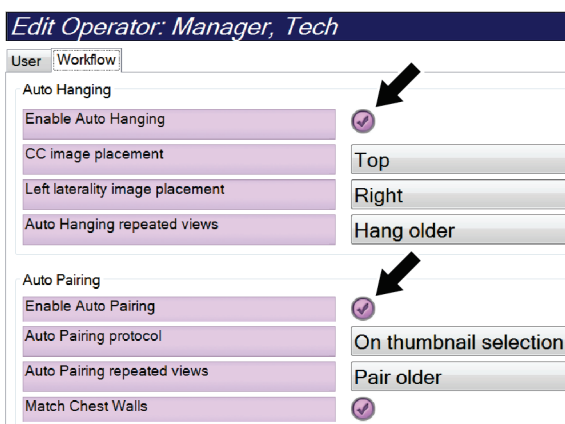 Edit Operator: Manager, Tech
User Workflow
Auto Hanging
Enable Auto Hanging
CC image placement Top
Left laterality image placement Right
Auto Hanging repeated views Hang older
Auto Pairing
Enable Auto Pairing
Auto Pairing protocol On thumbnail selection
Auto Pairing repeated views Pair older
Match Chest Walls